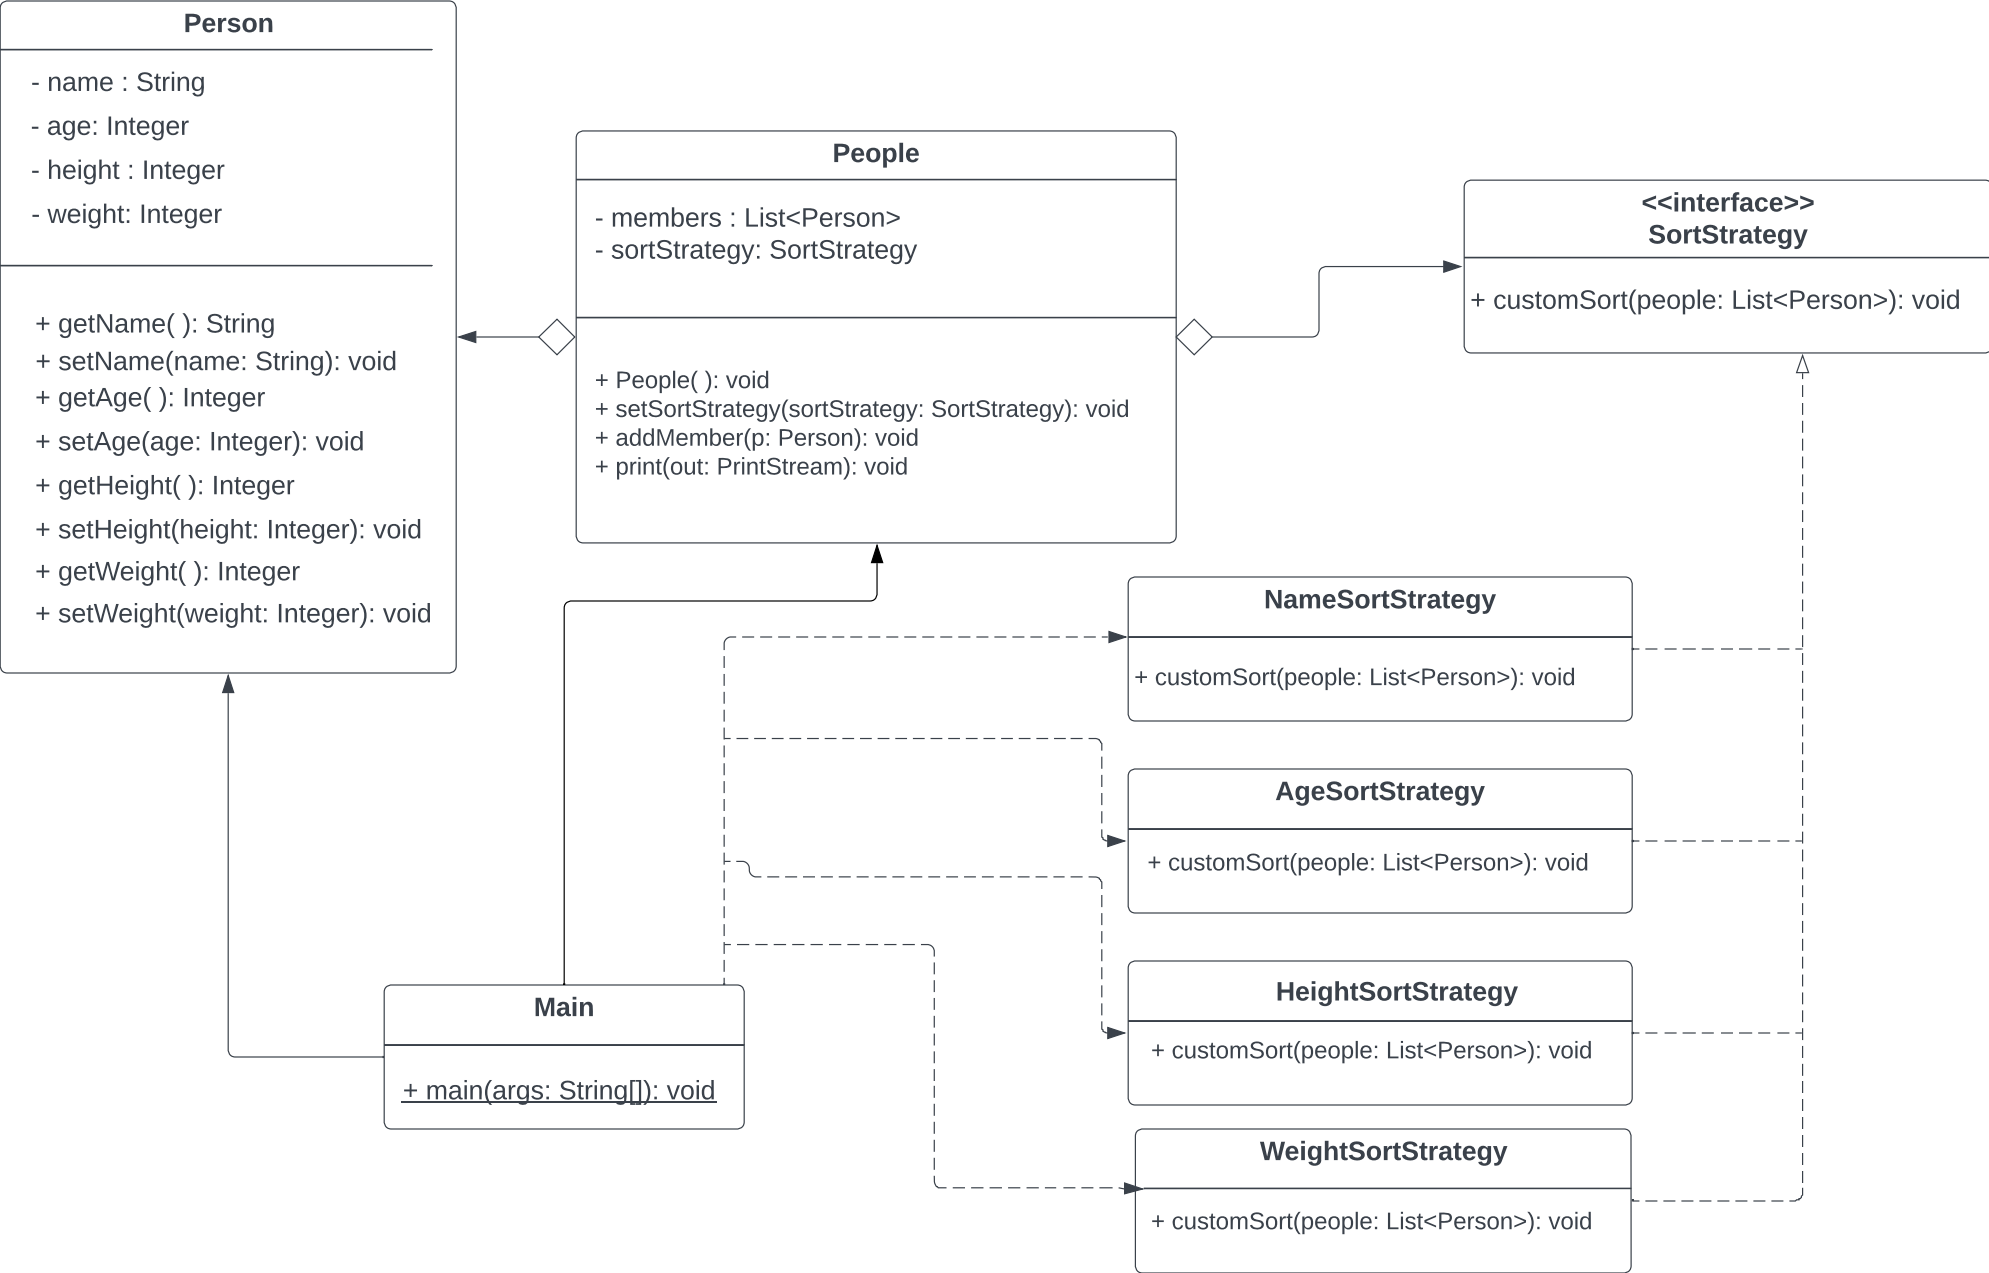 Person
- name : String
- age: Integer
- height : Integer
- weight: Integer
+ getName( ): String
+ setName(name: String): void
+ getAge( ): Integer
+ setAge(age: Integer): void
+ getHeight( ): Integer
+ setHeight(height: Integer): void
+ getWeight( ): Integer
+ setWeight(weight: Integer): void
People
- members : List<Person>
- sortStrategy: SortStrategy
+ People( ): void
+ setSortStrategy(sortStrategy: SortStrategy): void
+ addMember(p: Person): void
+ print(out: PrintStream): void
<<interface>>
SortStrategy
+ customSort(people: List<Person>): void
NameSortStrategy
+ customSort(people: List<Person>): void
AgeSortStrategy
+ customSort(people: List<Person>): void
HeightSortStrategy
+ customSort(people: List<Person>): void
WeightSortStrategy
+ customSort(people: List<Person>): void
Main
+ main(args: String[]): void